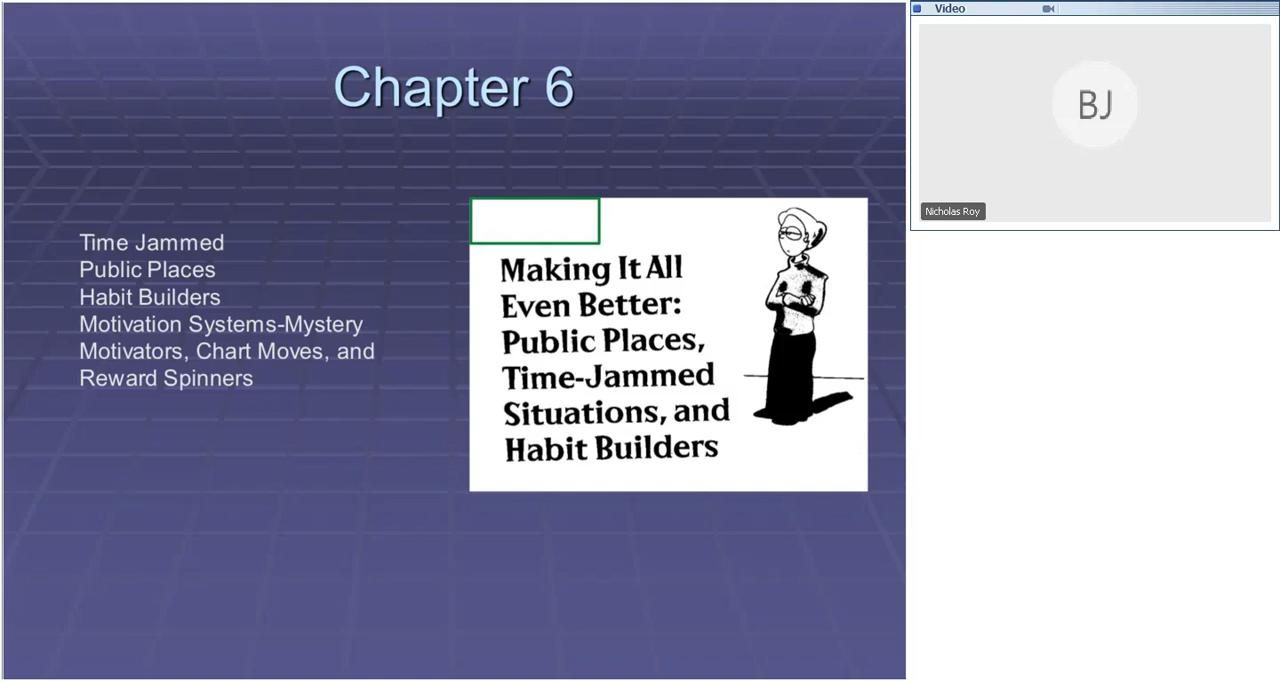 Chapter 6
Time Jammed
Public Places
Habit Builders
Motivation Systems-Mystery
Motivators, Chart Moves, and
Reward Spinners
Making It All
Even Better:
Public Places,
Time-Jammed
Situations, and
Habit Builders
Video
BJ
Nicholas Roy